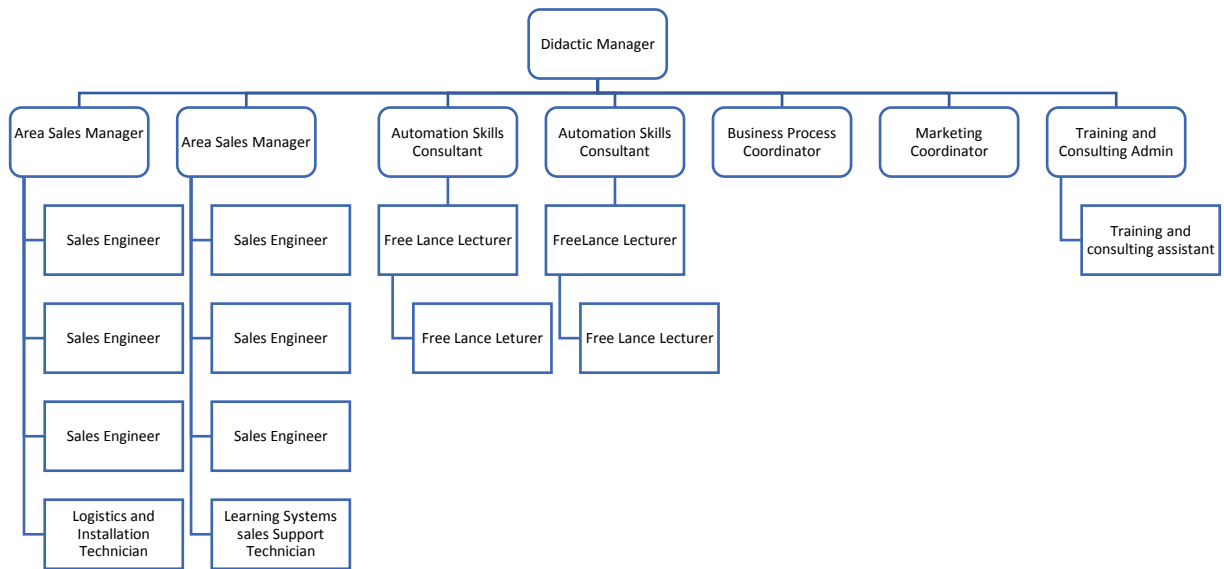 Didactic Manager
Area Sales Manager
Area Sales Manager
Automation Skills
Consultant
Automation Skills
Consultant
Business Process
Coordinator
Marketing
Coordinator
Training and
Consulting Admin
Sales Engineer
Sales Engineer
Free Lance Lecturer
FreeLance Lecturer
Training and
consulting assistant
Sales Engineer
Sales Engineer
Free Lance Leturer
Free Lance Lecturer
Sales Engineer
Sales Engineer
Logistics and
Installation
Technician
Learning Systems
sales Support
Technician